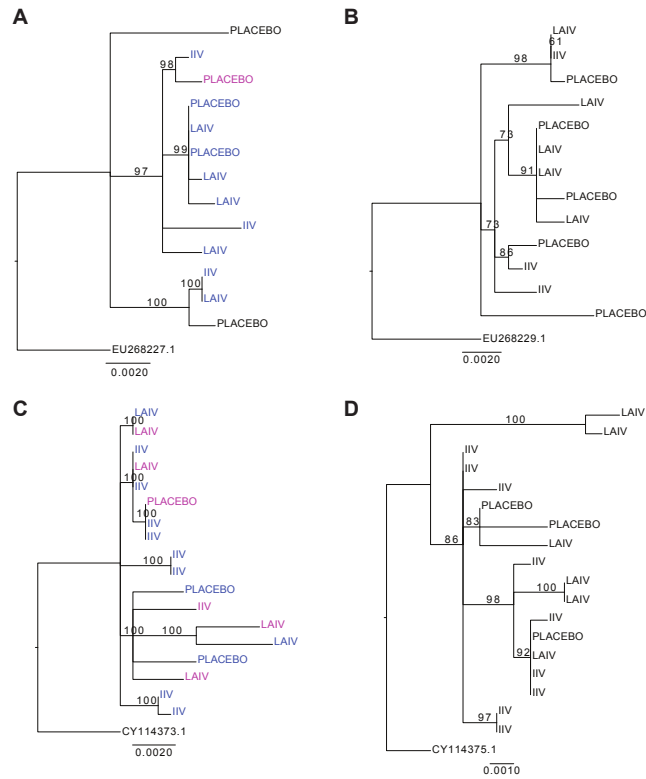 A
PLACEBO
IIV
98
PLACEBO
PLACEBO
LAIV
99
PLACEBO
97
LAIV
LAIV
IIV
LAIV
IIV
100
LAIV
100
PLACEBO
EU268227.1
0.0020
B
LAIV
61
IIV
98
PLACEBO
LAIV
PLACEBO
73
LAIV
91
LAIV
PLACEBO
LAIV
73
PLACEBO
86
IIV
IIV
PLACEBO
EU268229.1
0.0020
C
LAIV
100
LAIV
IIV
LAIV
100
IIV
PLACEBO
100
IIV
IIV
IIV
100
IIV
PLACEBO
IIV
LAIV
100 100
LAIV
PLACEBO
LAIV
IIV
100
IIV
CY114373.1
0.0020
D
LAIV
100
LAIV
IIV
IIV
IIV
PLACEBO
83
PLACEBO
86
LAIV
IIV
LAIV
100
98
LAIV
IIV
PLACEBO
92
LAIV
IIV
IIV
IIV
97
IIV
CY114375.1
0.0010